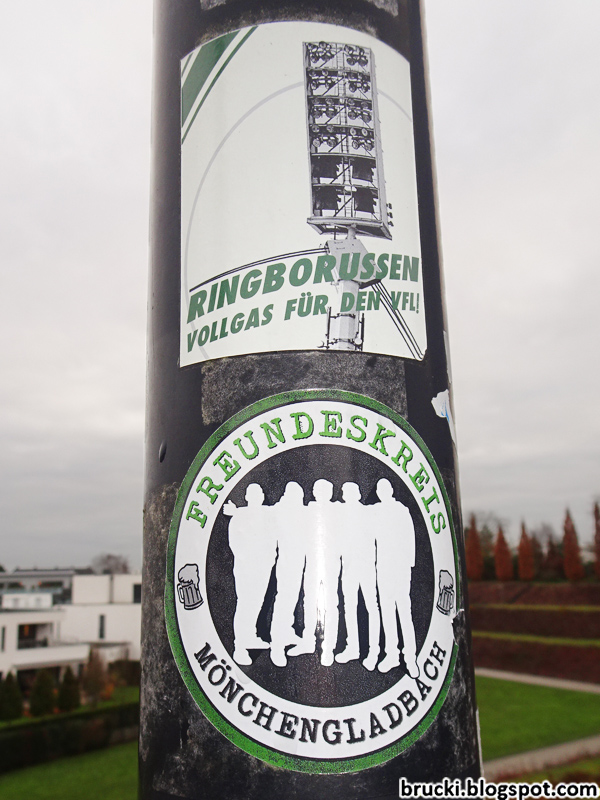 RINGBORUSSEN
VOLLGAS FÜR DEN VFL!
FREUNDESKREIS
MÖNCHENGLADBACH
brucki.blogspot.com